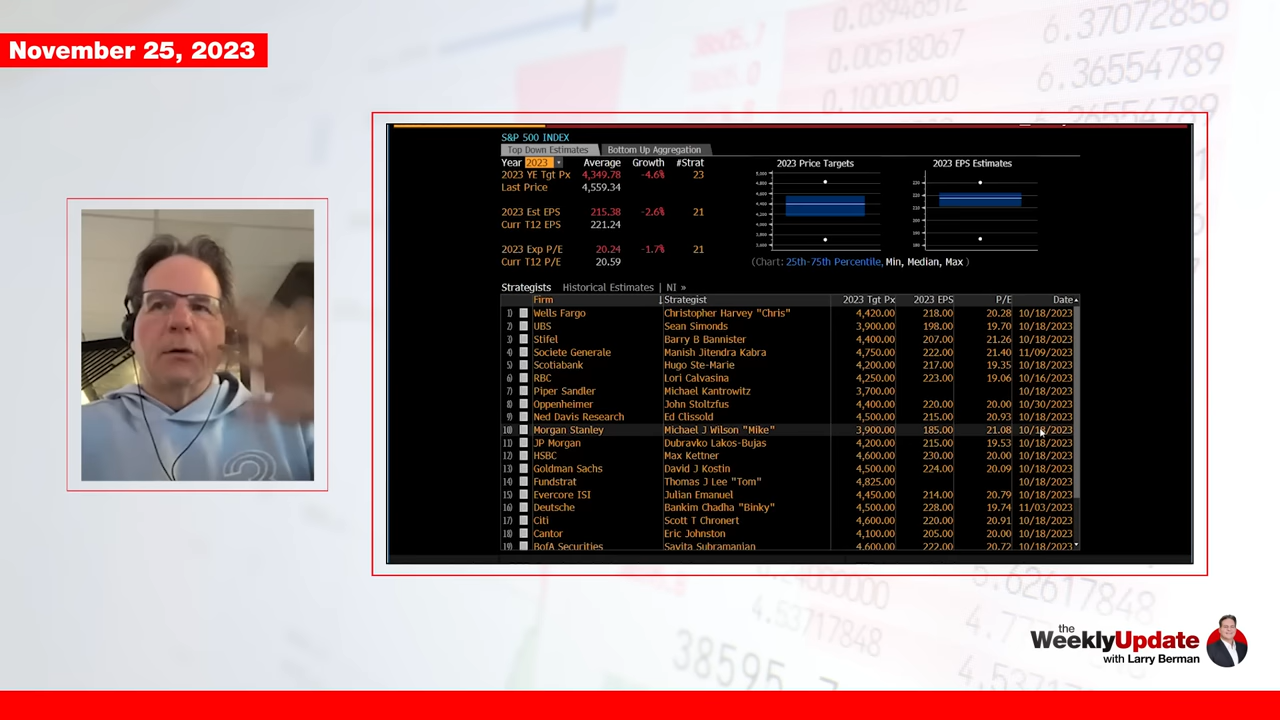 November 25, 2023
S&P 500 INDEX
Top Down Estimates Bottom Up Aggregation
Year 2023 Average Growth #Strat
2023 YE Tgt Px 4,349.78 -4.6% 23
Last Price 4,559.34
2023 Est EPS 215.38 -2.6% 21
Curr T12 EPS 221.24
2023 Exp P/E 20.24 -1.7% 21
Curr T12 P/E 20.59
2023 Price Targets 2023 EPS Estimates
(Chart: 25th-75th Percentile, Min, Median, Max )
Strategists Historical Estimates | NI »
Firm Strategist 2023 Tgt Px 2023 EPS P/E Date
1) Wells Fargo Christopher Harvey "Chris" 4,420.00 218.00 20.28 10/18/2023
2) UBS Sean Simonds 3,900.00 198.00 19.70 10/18/2023
3) Stifel Barry B Bannister 4,400.00 207.00 21.26 10/18/2023
4) Societe Generale Manish Jitendra Kabra 4,750.00 222.00 21.40 11/09/2023
5) Scotiabank Hugo Ste-Marie 4,200.00 217.00 19.35 10/18/2023
6) RBC Lori Calvasina 4,250.00 223.00 19.06 10/16/2023
7) Piper Sandler Michael Kantrowitz 3,700.00 10/18/2023
8) Oppenheimer John Stoltzfus 4,400.00 220.00 20.00 10/30/2023
9) Ned Davis Research Ed Clissold 4,500.00 215.00 20.93 10/18/2023
10) Morgan Stanley Michael J Wilson "Mike" 3,900.00 185.00 21.08 10/18/2023
11) JP Morgan Dubravko Lakos-Bujas 4,200.00 215.00 19.53 10/18/2023
12) HSBC Max Kettner 4,600.00 230.00 20.00 10/18/2023
13) Goldman Sachs David J Kostin 4,500.00 224.00 20.09 10/18/2023
14) Fundstrat Thomas J Lee "Tom" 4,825.00 10/18/2023
15) Evercore ISI Julian Emanuel 4,450.00 214.00 20.79 10/18/2023
16) Deutsche Bankim Chadha "Binky" 4,500.00 228.00 19.74 11/03/2023
17) Citi Scott T Chronert 4,600.00 220.00 20.91 10/18/2023
18) Cantor Eric Johnston 4,100.00 205.00 20.00 10/18/2023
19) BofA Securities Savita Subramanian 4,600.00 222.00 20.72 10/18/2023
the
WeeklyUpdate
with Larry Berman